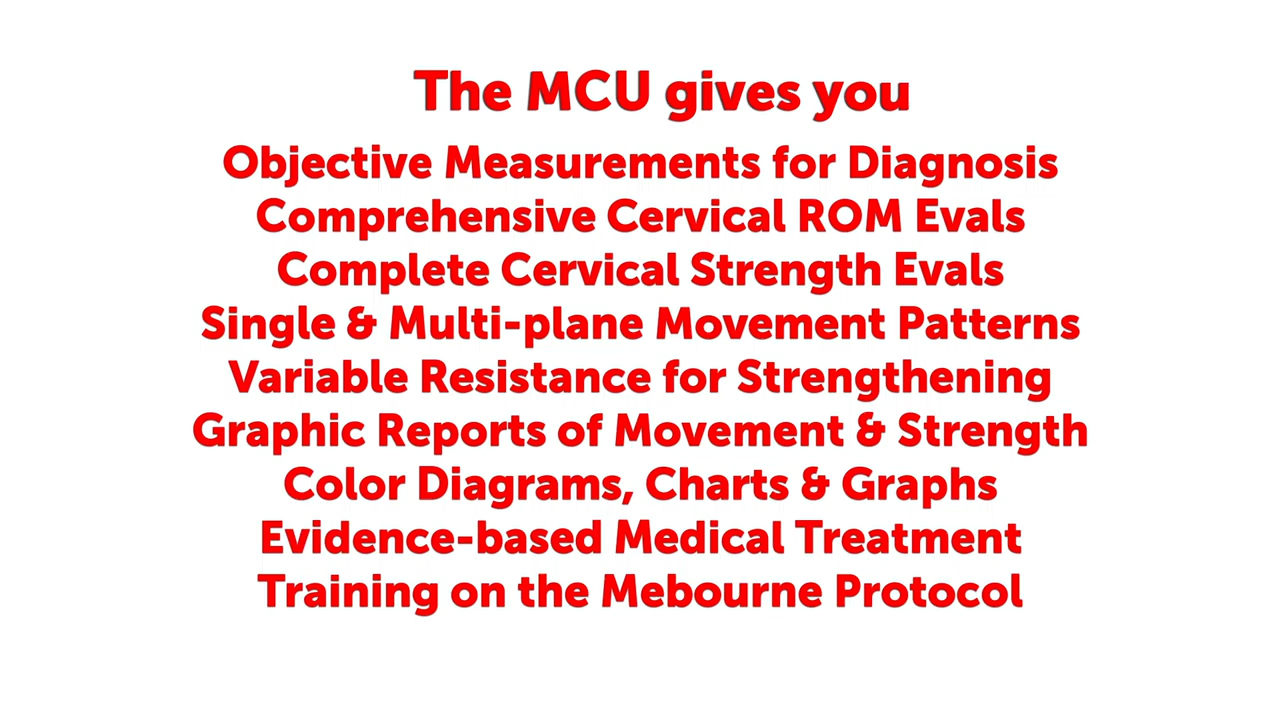 The MCU gives you
Objective Measurements for Diagnosis
Comprehensive Cervical ROM Evals
Complete Cervical Strength Evals
Single & Multi-plane Movement Patterns
Variable Resistance for Strengthening
Graphic Reports of Movement & Strength
Color Diagrams, Charts & Graphs
Evidence-based Medical Treatment
Training on the Mebourne Protocol